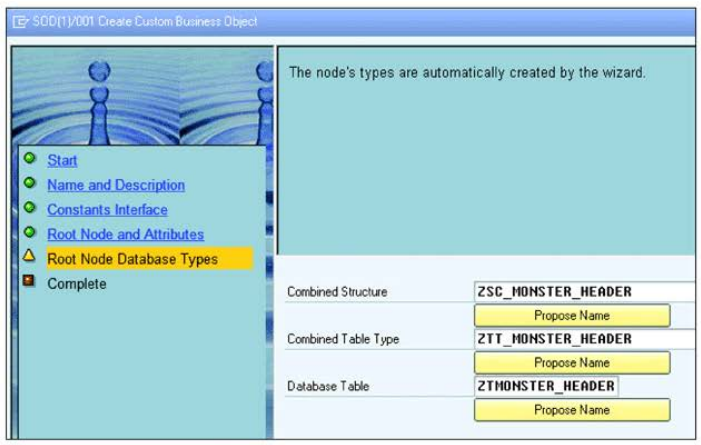 SOD(1)/001 Create Custom Business Object
The node's types are automatically created by the wizard.
Start
Name and Description
Constants Interface
Root Node and Attributes
Root Node Database Types
Complete
Combined Structure ZSC_MONSTER_HEADER
Propose Name
Combined Table Type ZTT_MONSTER_HEADER
Propose Name
Database Table ZTMONSTER_HEADER
Propose Name